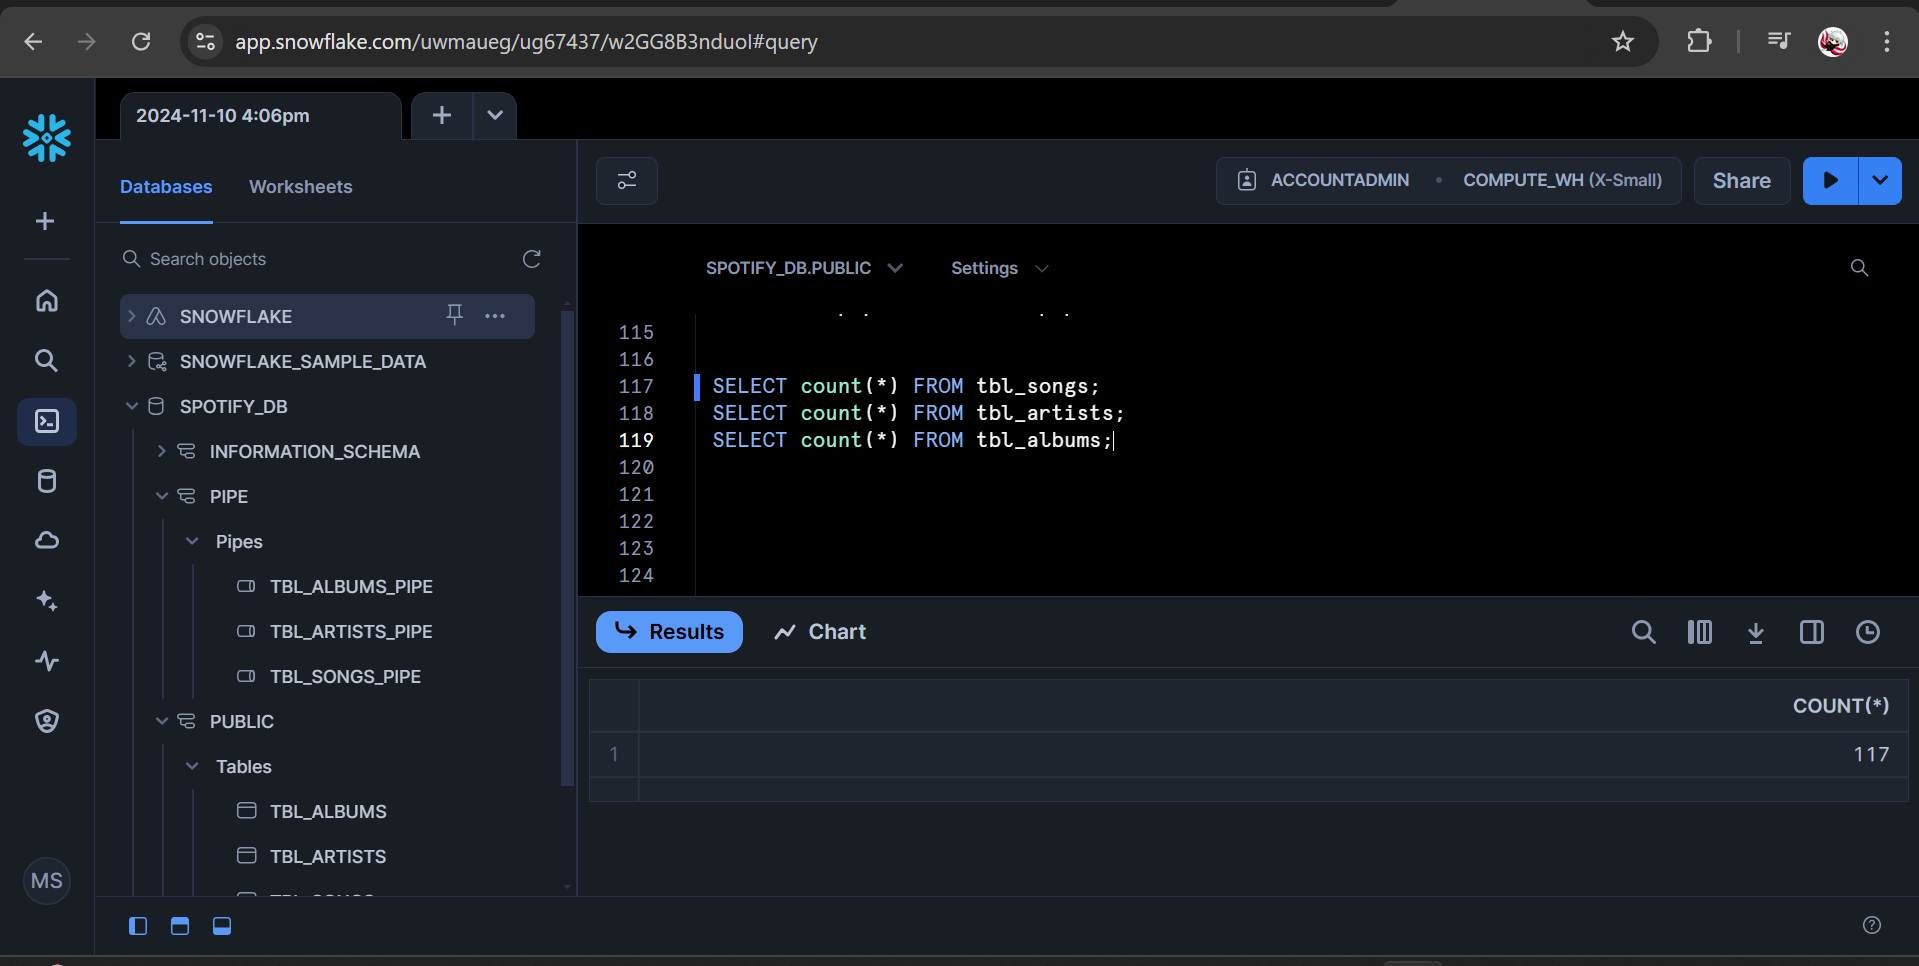 app.snowflake.com/uwmaueg/ug67437/w2GG8B3nduoI#query
2024-11-10 4:06pm
Databases Worksheets
ACCOUNTADMIN • COMPUTE_WH (X-Small)
Share
Search objects
SNOWFLAKE
SNOWFLAKE_SAMPLE_DATA
SPOTIFY_DB
INFORMATION_SCHEMA
PIPE
Pipes
TBL_ALBUMS_PIPE
TBL_ARTISTS_PIPE
TBL_SONGS_PIPE
PUBLIC
Tables
TBL_ALBUMS
TBL_ARTISTS
MS
SPOTIFY_DB.PUBLIC Settings
115
116
117 SELECT count(*) FROM tbl_songs;
118 SELECT count(*) FROM tbl_artists;
119 SELECT count(*) FROM tbl_albums;
120
121
122
123
124
Results Chart
COUNT(*)
1 117